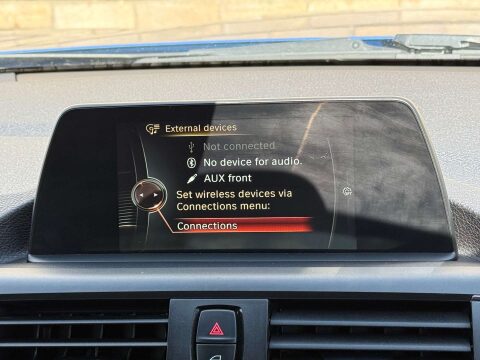 External devices
Not connected
No device for audio.
AUX front
Set wireless devices via
Connections menu:
Connections